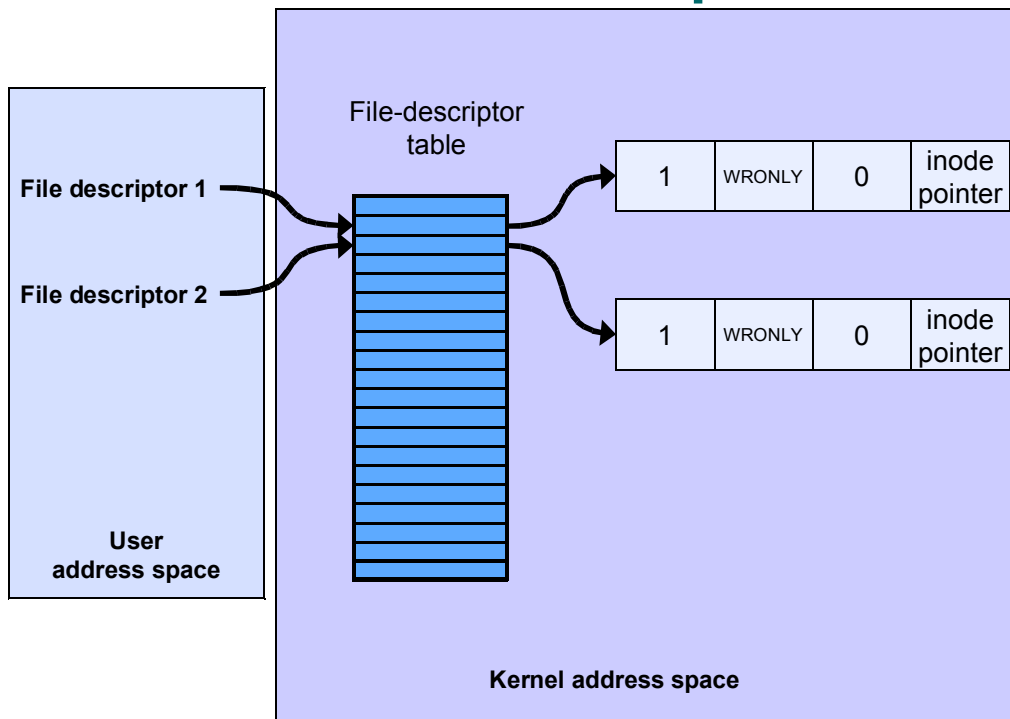 File-descriptor
table
File descriptor 1
File descriptor 2
1
WRONLY
0
inode
pointer
1
WRONLY
0
inode
pointer
User
address space
Kernel address space